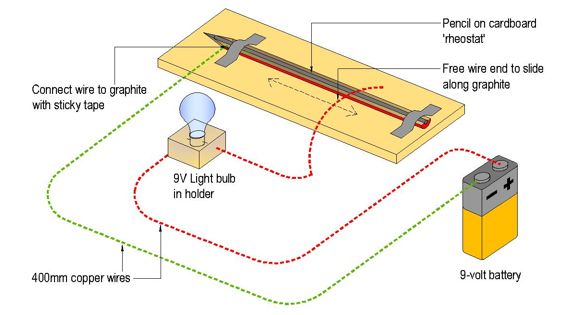 Pencil on cardboard
'rheostat'
Free wire end to slide
along graphite
Connect wire to graphite
with sticky tape
9V Light bulb
in holder
- +
400mm copper wires
9-volt battery